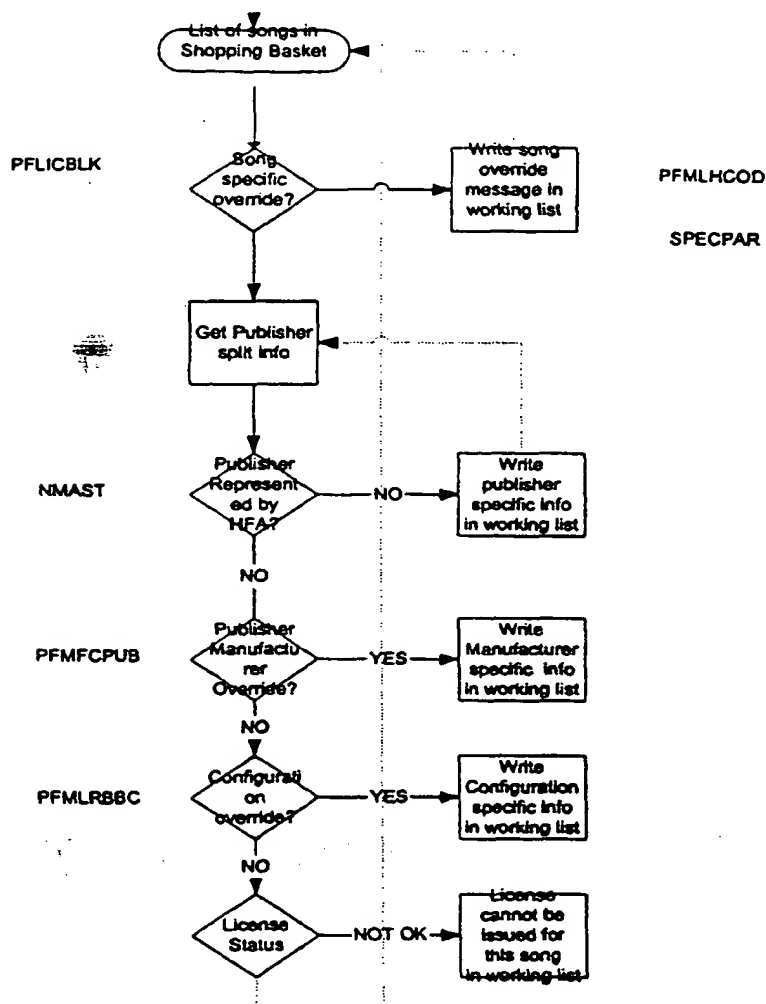 List of songs in
Shopping Basket
PFLICBLK
Song
specific
override?
Write song
override
message in
working list
PFMLHCOD
SPECPAR
Get Publisher
split info
NMAST
Publisher
Represent
ed by
HFA?
NO
Write
publisher
specific info
in working list
NO
PFMFCPUB
Publisher
Manufactu
rer
Override?
YES
Write
Manufacturer
specific info
in working list
NO
PFMLRBBC
Configurati
on
override?
YES
Write
Configuration
specific info
in working list
NO
License
Status
NOT OK
License
cannot be
issued for
this song
in working list